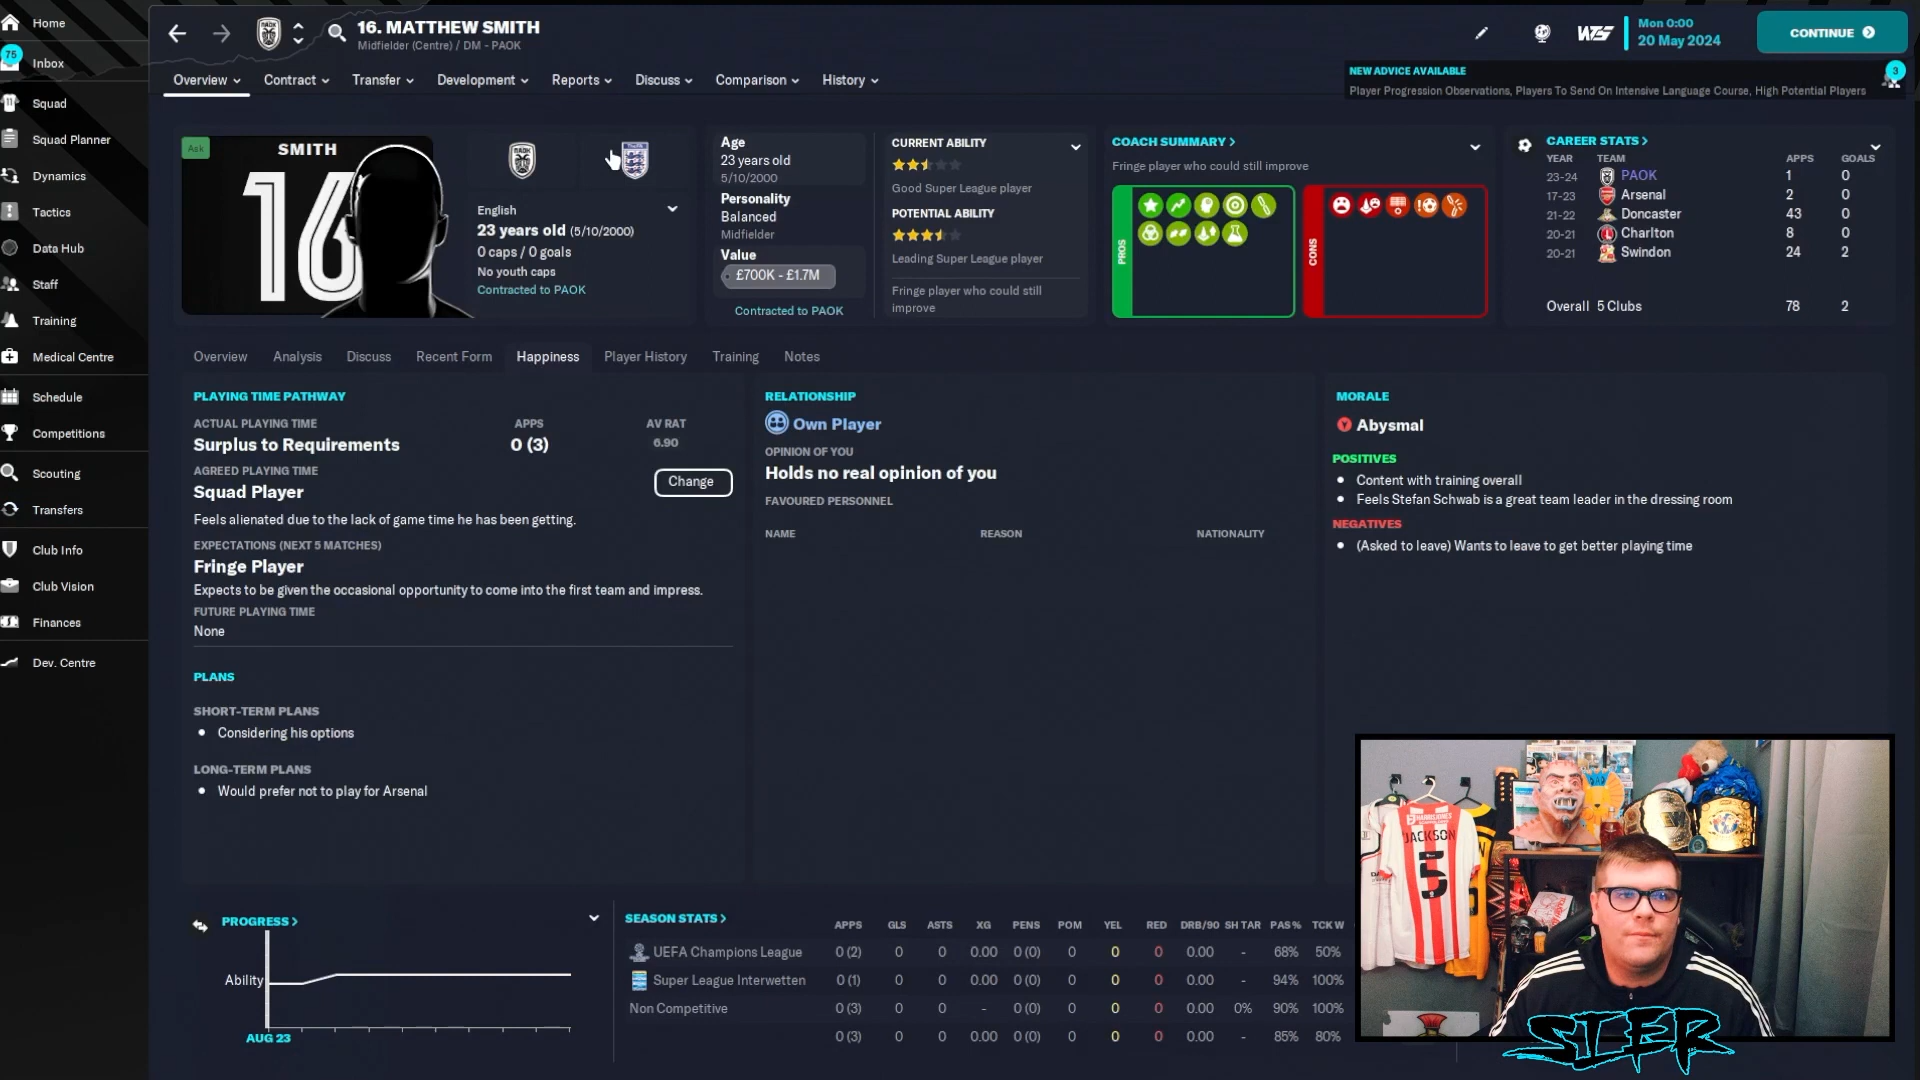 Home
75
Inbox
Squad
Squad Planner
Dynamics
Tactics
Data Hub
Staff
Training
Medical Centre
Schedule
Competitions
Scouting
Transfers
Club Info
Club Vision
Finances
Dev. Centre
16. MATTHEW SMITH
Midfielder (Centre) / DM - PAOK
Mon 0:00
20 May 2024
CONTINUE
Overview
Contract
Transfer
Development
Reports
Discuss
Comparison
History
NEW ADVICE AVAILABLE
3
Player Progression Observations, Players To Send On Intensive Language Course, High Potential Players
Ask
SMITH
16
English
23 years old (5/10/2000)
0 caps / 0 goals
No youth caps
Contracted to PAOK
Age
23 years old
5/10/2000
Personality
Balanced
Midfielder
Value
£700K - £1.7M
Contracted to PAOK
CURRENT ABILITY
Good Super League player
POTENTIAL ABILITY
Leading Super League player
Fringe player who could still
improve
COACH SUMMARY >
Fringe player who could still improve
PROS
CONS
CAREER STATS >
YEAR TEAM APPS GOALS
23-24 PAOK 1 0
17-23 Arsenal 2 0
21-22 Doncaster 43 0
20-21 Charlton 8 0
20-21 Swindon 24 2
Overall 5 Clubs 78 2
Overview
Analysis
Discuss
Recent Form
Happiness
Player History
Training
Notes
PLAYING TIME PATHWAY
ACTUAL PLAYING TIME APPS AV RAT
Surplus to Requirements 0 (3) 6.90
AGREED PLAYING TIME
Squad Player
Change
Feels alienated due to the lack of game time he has been getting.
EXPECTATIONS (NEXT 5 MATCHES)
Fringe Player
Expects to be given the occasional opportunity to come into the first team and impress.
FUTURE PLAYING TIME
None
PLANS
SHORT-TERM PLANS
Considering his options
LONG-TERM PLANS
Would prefer not to play for Arsenal
RELATIONSHIP
Own Player
OPINION OF YOU
Holds no real opinion of you
FAVOURED PERSONNEL
NAME REASON NATIONALITY
MORALE
Abysmal
POSITIVES
Content with training overall
Feels Stefan Schwab is a great team leader in the dressing room
NEGATIVES
(Asked to leave) Wants to leave to get better playing time
PROGRESS >
Ability
AUG 23
SEASON STATS > APPS GLS ASTS XG PENS POM YEL RED DRB/90 SH TAR PAS % TCK W
UEFA Champions League 0 (2) 0 0 0.00 0 (0) 0 0 0 0.00 - 68% 50%
Super League Interwetten 0 (1) 0 0 0.00 0 (0) 0 0 0 0.00 - 94% 100%
Non Competitive 0 (3) 0 0 - 0 (0) 0 0 0 0.00 0% 90% 100%
0 (3) 0 0 0.00 0 (0) 0 0 0 0.00 - 85% 80%
JACKSON
5